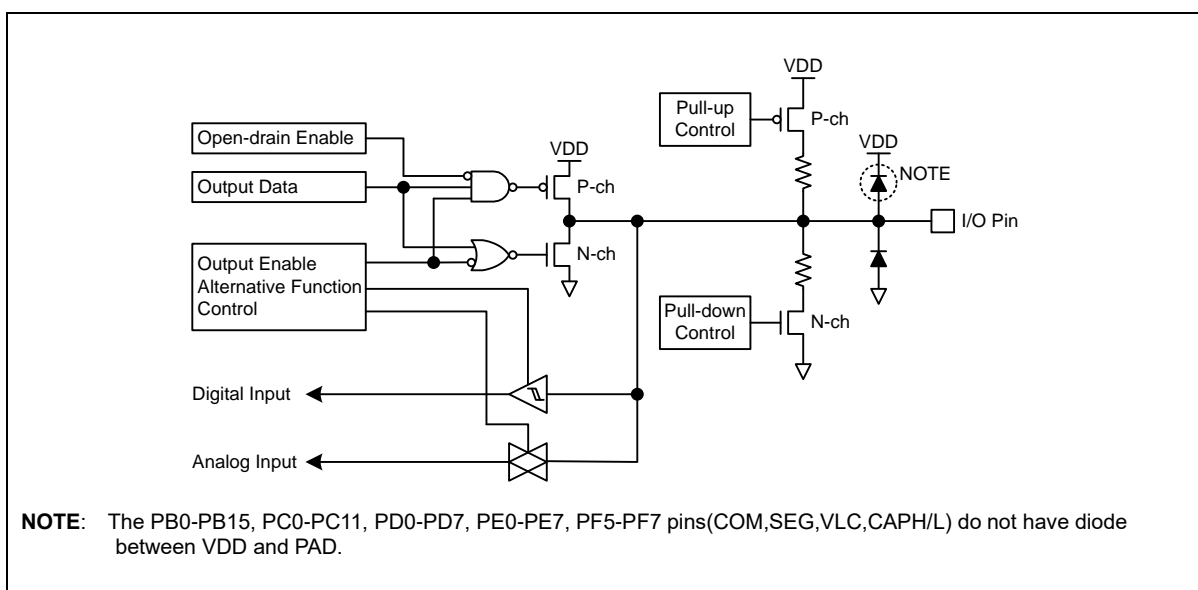 VDD
Pull-up
Control
P-ch
Open-drain Enable
VDD
VDD
Output Data
P-ch
NOTE
I/O Pin
Output Enable
Alternative Function
Control
N-ch
Pull-down
Control
N-ch
Digital Input
Analog Input
NOTE: The PB0-PB15, PC0-PC11, PD0-PD7, PE0-PE7, PF5-PF7 pins(COM,SEG,VLC,CAPH/L) do not have diode
between VDD and PAD.